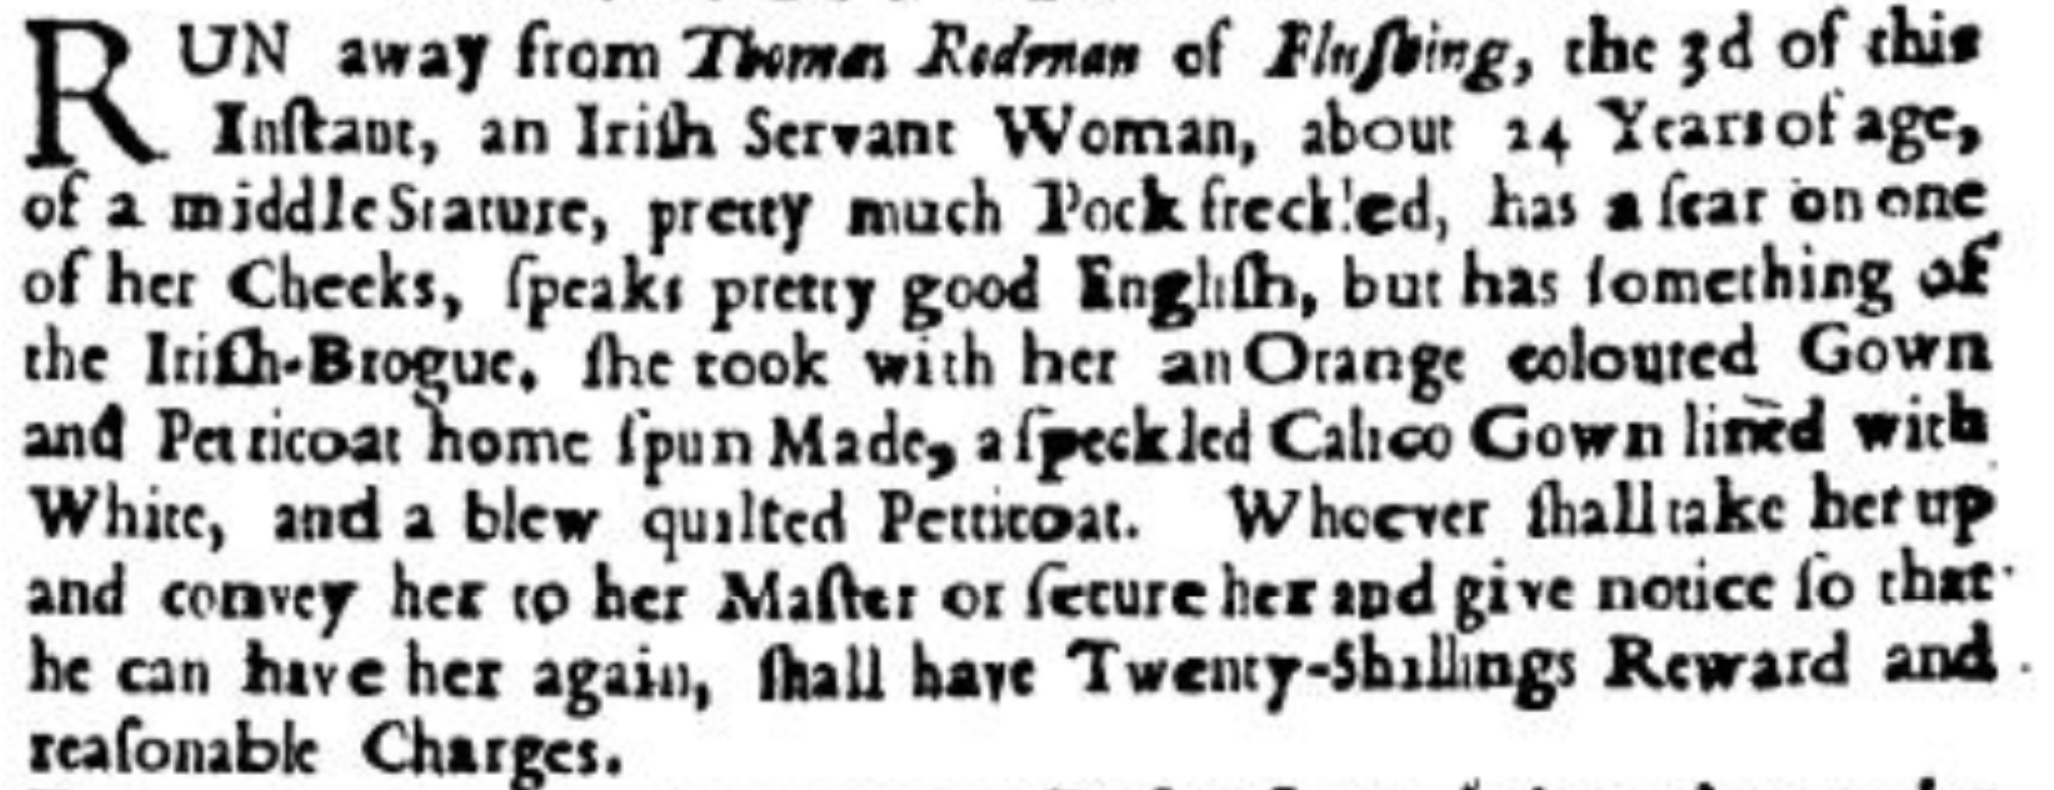 RUN away from Thomas Redman of Fluſhing, the 3d of this
Inſtant, an Iriſh Servant Woman, about 24 Years of age,
of a middle Stature, pretty much Pock freckled, has a ſcar on one
of her Cheeks, ſpeaks pretty good Engliſh, but has ſomething of
the Iriſh-Brogue, ſhe took with her an Orange coloured Gown
and Petticoat home ſpun Made, a ſpeckled Calico Gown lined with
White, and a blew quilted Petticoat. Whoever ſhall take her up
and convey her to her Maſter or ſecure her and give notice ſo that
he can have her again, ſhall have Twenty-Shillings Reward and
reaſonable Charges.